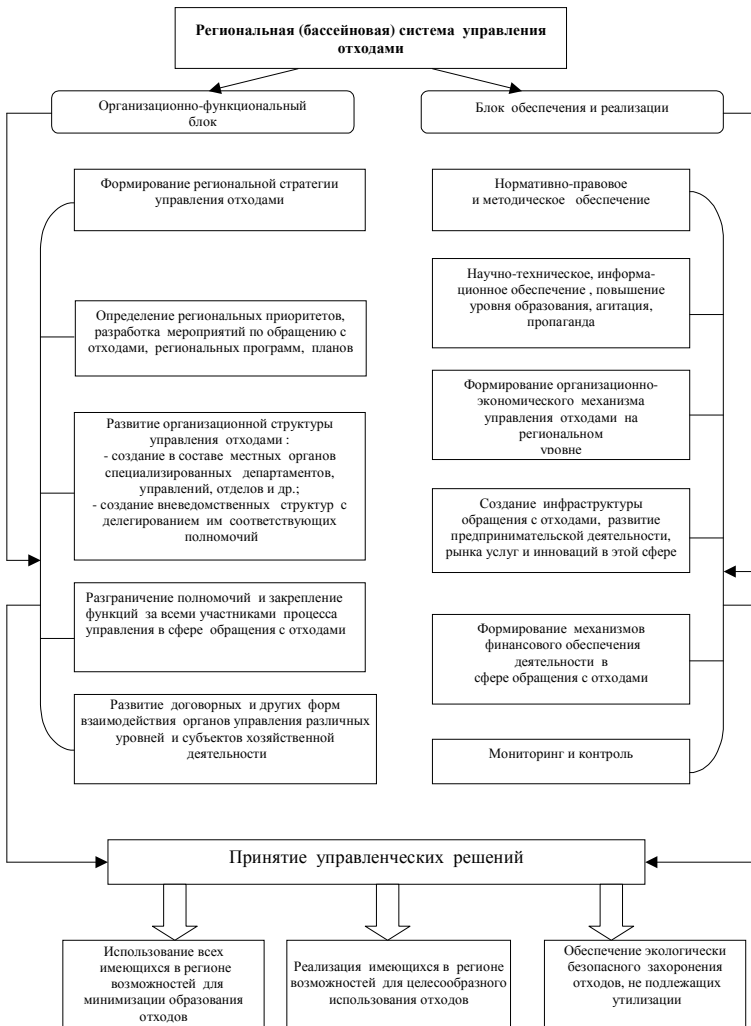 Региональная (бассейновая) система управления
отходами
Организационно-функциональный
блок
Блок обеспечения и реализации
Формирование региональной стратегии
управления отходами
Определение региональных приоритетов,
разработка мероприятий по обращению с
отходами, региональных программ, планов
Развитие организационной структуры
управления отходами :
- создание в составе местных органов
специализированных департаментов,
управлений, отделов и др.;
- создание вневедомственных структур с
делегированием им соответствующих
полномочий
Разграничение полномочий и закрепление
функций за всеми участниками процесса
управления в сфере обращения с отходами
Развитие договорных и других форм
взаимодействия органов управления различных
уровней и субъектов хозяйственной
деятельности
Нормативно-правовое
и методическое обеспечение
Научно-техническое, информа-
ционное обеспечение , повышение
уровня образования, агитация,
пропаганда
Формирование организационно-
экономического механизма
управления отходами на
региональном
уровне
Создание инфраструктуры
обращения с отходами, развитие
предпринимательской деятельности,
рынка услуг и инноваций в этой сфере
Формирование механизмов
финансового обеспечения
деятельности в
сфере обращения с отходами
Мониторинг и контроль
Принятие управленческих решений
Использование всех
имеющихся в регионе
возможностей для
минимизации образования
отходов
Реализация имеющихся в регионе
возможностей для целесообразного
использования отходов
Обеспечение экологически
безопасного захоронения
отходов, не подлежащих
утилизации